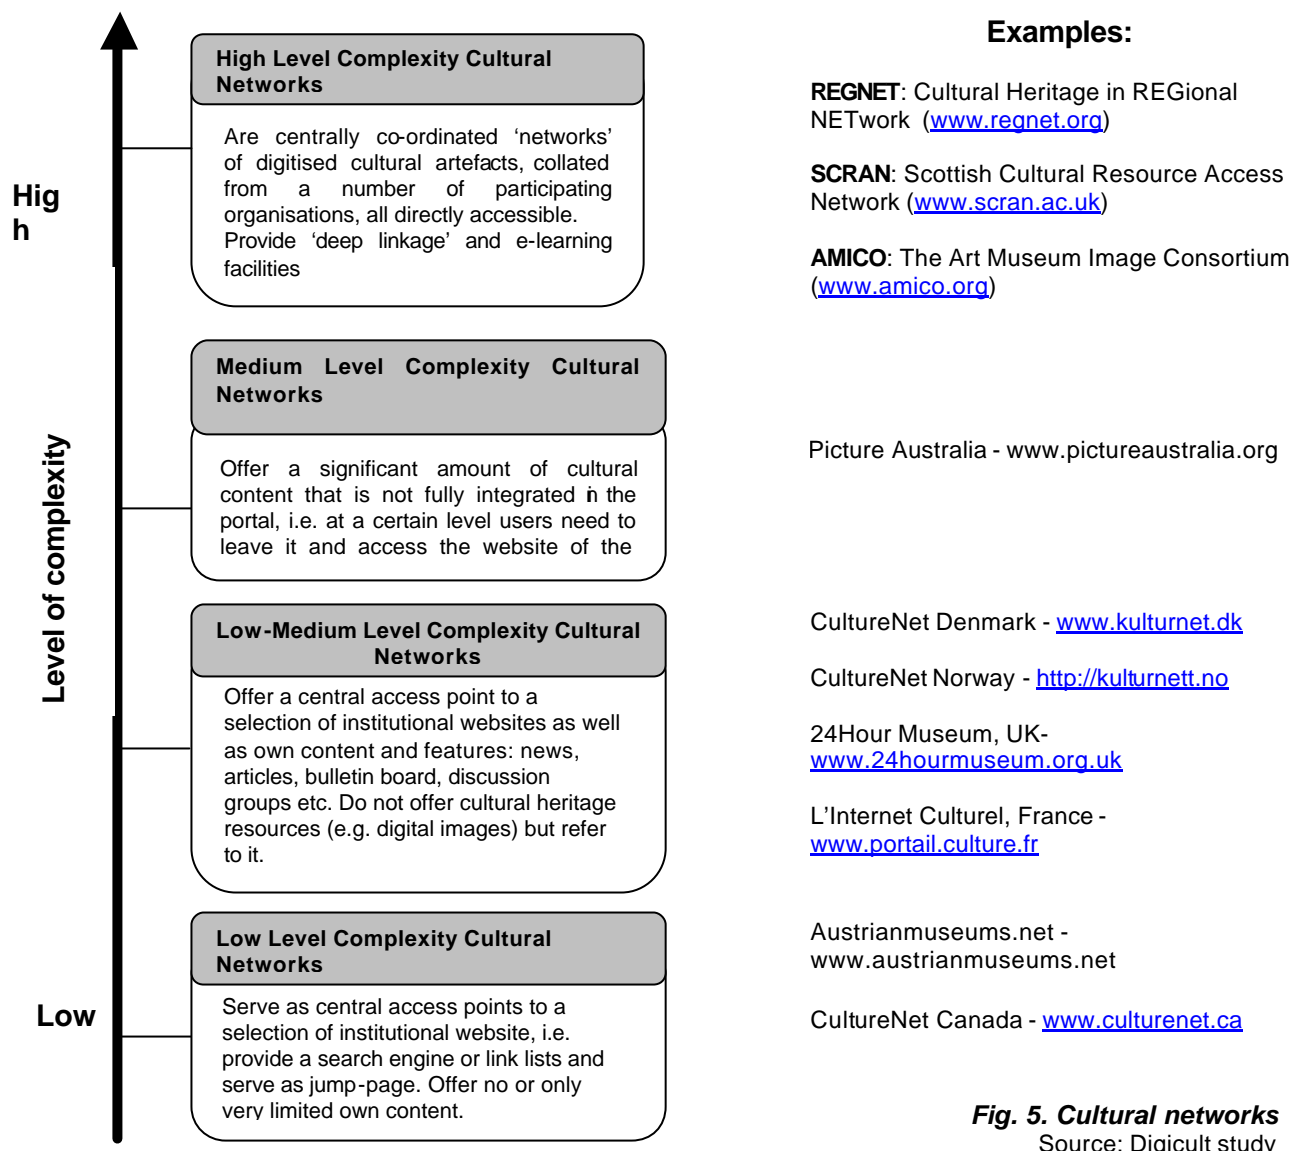 Examples:
High Level Complexity Cultural
Networks
Are centrally co-ordinated ‘networks’
of digitised cultural artefacts, collated
from a number of participating
organisations, all directly accessible.
Provide ‘deep linkage’ and e-learning
facilities
REGNET: Cultural Heritage in REGional
NETwork (www.regnet.org)
SCRAN: Scottish Cultural Resource Access
Network (www.scran.ac.uk)
AMICO: The Art Museum Image Consortium
(www.amico.org)
Hig
h
Medium Level Complexity Cultural
Networks
Offer a significant amount of cultural
content that is not fully integrated in the
portal, i.e. at a certain level users need to
leave it and access the website of the
Picture Australia - www.pictureaustralia.org
Level of complexity
Low-Medium Level Complexity Cultural
Networks
Offer a central access point to a
selection of institutional websites as well
as own content and features: news,
articles, bulletin board, discussion
groups etc. Do not offer cultural heritage
resources (e.g. digital images) but refer
to it.
CultureNet Denmark - www.kulturnet.dk
CultureNet Norway - http://kulturnett.no
24Hour Museum, UK-
www.24hourmuseum.org.uk
L’Internet Culturel, France -
www.portail.culture.fr
Low Level Complexity Cultural
Networks
Serve as central access points to a
selection of institutional website, i.e.
provide a search engine or link lists and
serve as jump-page. Offer no or only
very limited own content.
Austrianmuseums.net -
www.austrianmuseums.net
CultureNet Canada - www.culturenet.ca
Low
Fig. 5. Cultural networks
Source: Digicult study